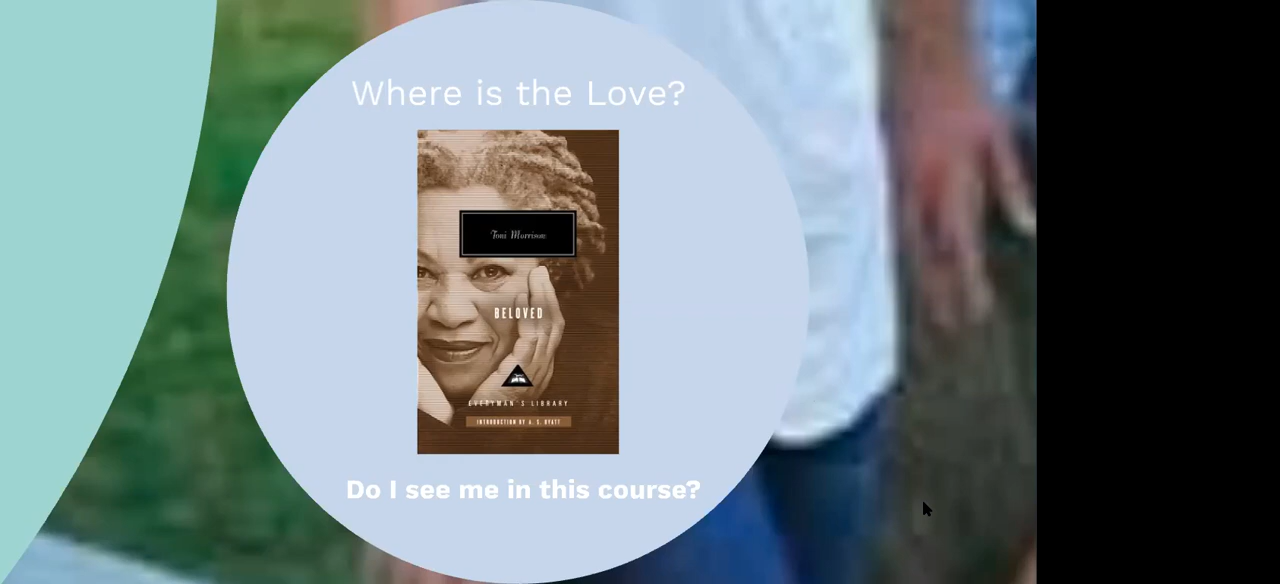 Where is the Love?
Toni Morrison
BELOVED
EVERYMAN'S LIBRARY
INTRODUCTION BY A. S. BYATT
Do I see me in this course?